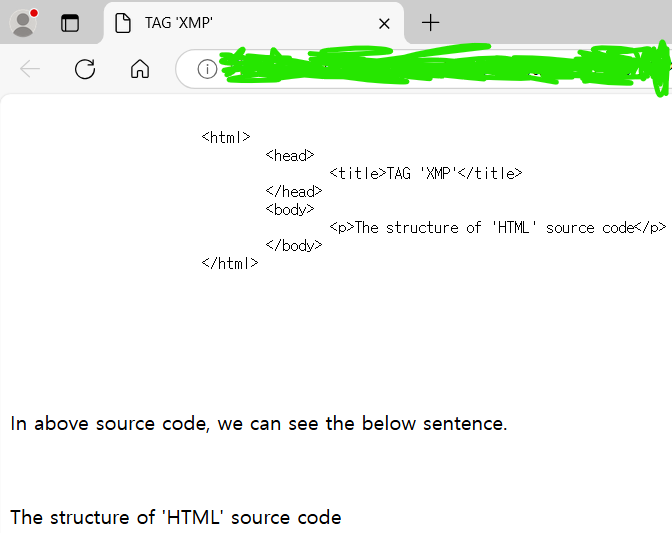 TAG 'XMP'
<html>
<head>
<title>TAG 'XMP'</title>
</head>
<body>
<p>The structure of 'HTML' source code</p>
</body>
</html>
In above source code, we can see the below sentence.
The structure of 'HTML' source code